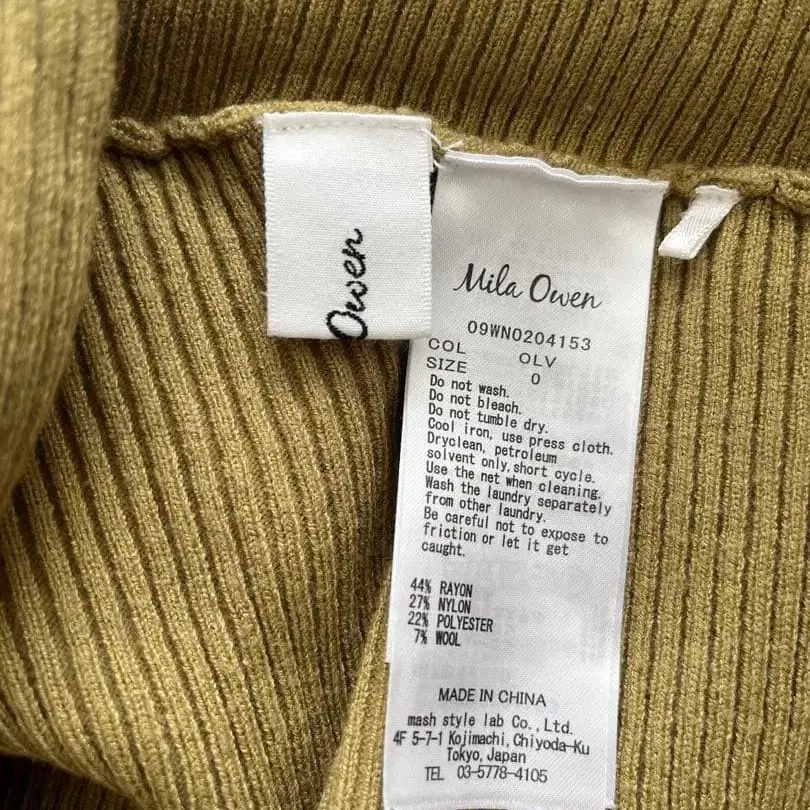 Owen
Mila Owen
09WN0204153
COL OLV
SIZE 0
Do not wash.
Do not bleach.
Do not tumble dry.
Cool iron, use press cloth.
Dryclean, petroleum
solvent only, short cycle.
Use the net when cleaning.
Wash the laundry separately
from other laundry.
Be careful not to expose to
friction or let it get
caught.
44% RAYON
27% NYLON
22% POLYESTER
7% WOOL
MADE IN CHINA
mash style lab Co., Ltd.
4F 5-7-1 Kojimachi, Chiyoda-Ku
Tokyo, Japan
TEL 03-5778-4105